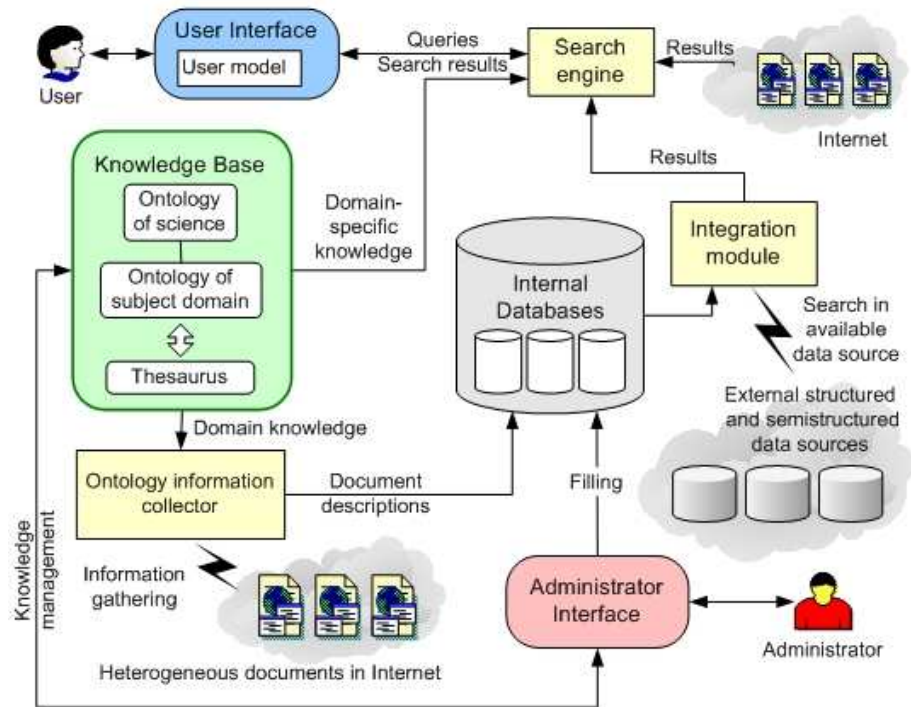 User
User Interface
User model
Queries
Search results
Search
engine
Results
Internet
Knowledge Base
Ontology
of science
Ontology of
subject domain
Thesaurus
Domain-
specific
knowledge
Results
Integration
module
Internal
Databases
Search in
available
data source
External structured
and semistructured
data sources
Domain knowledge
Ontology information
collector
Document
descriptions
Filling
Knowledge
management
Information
gathering
Heterogeneous documents in Internet
Administrator
Interface
Administrator